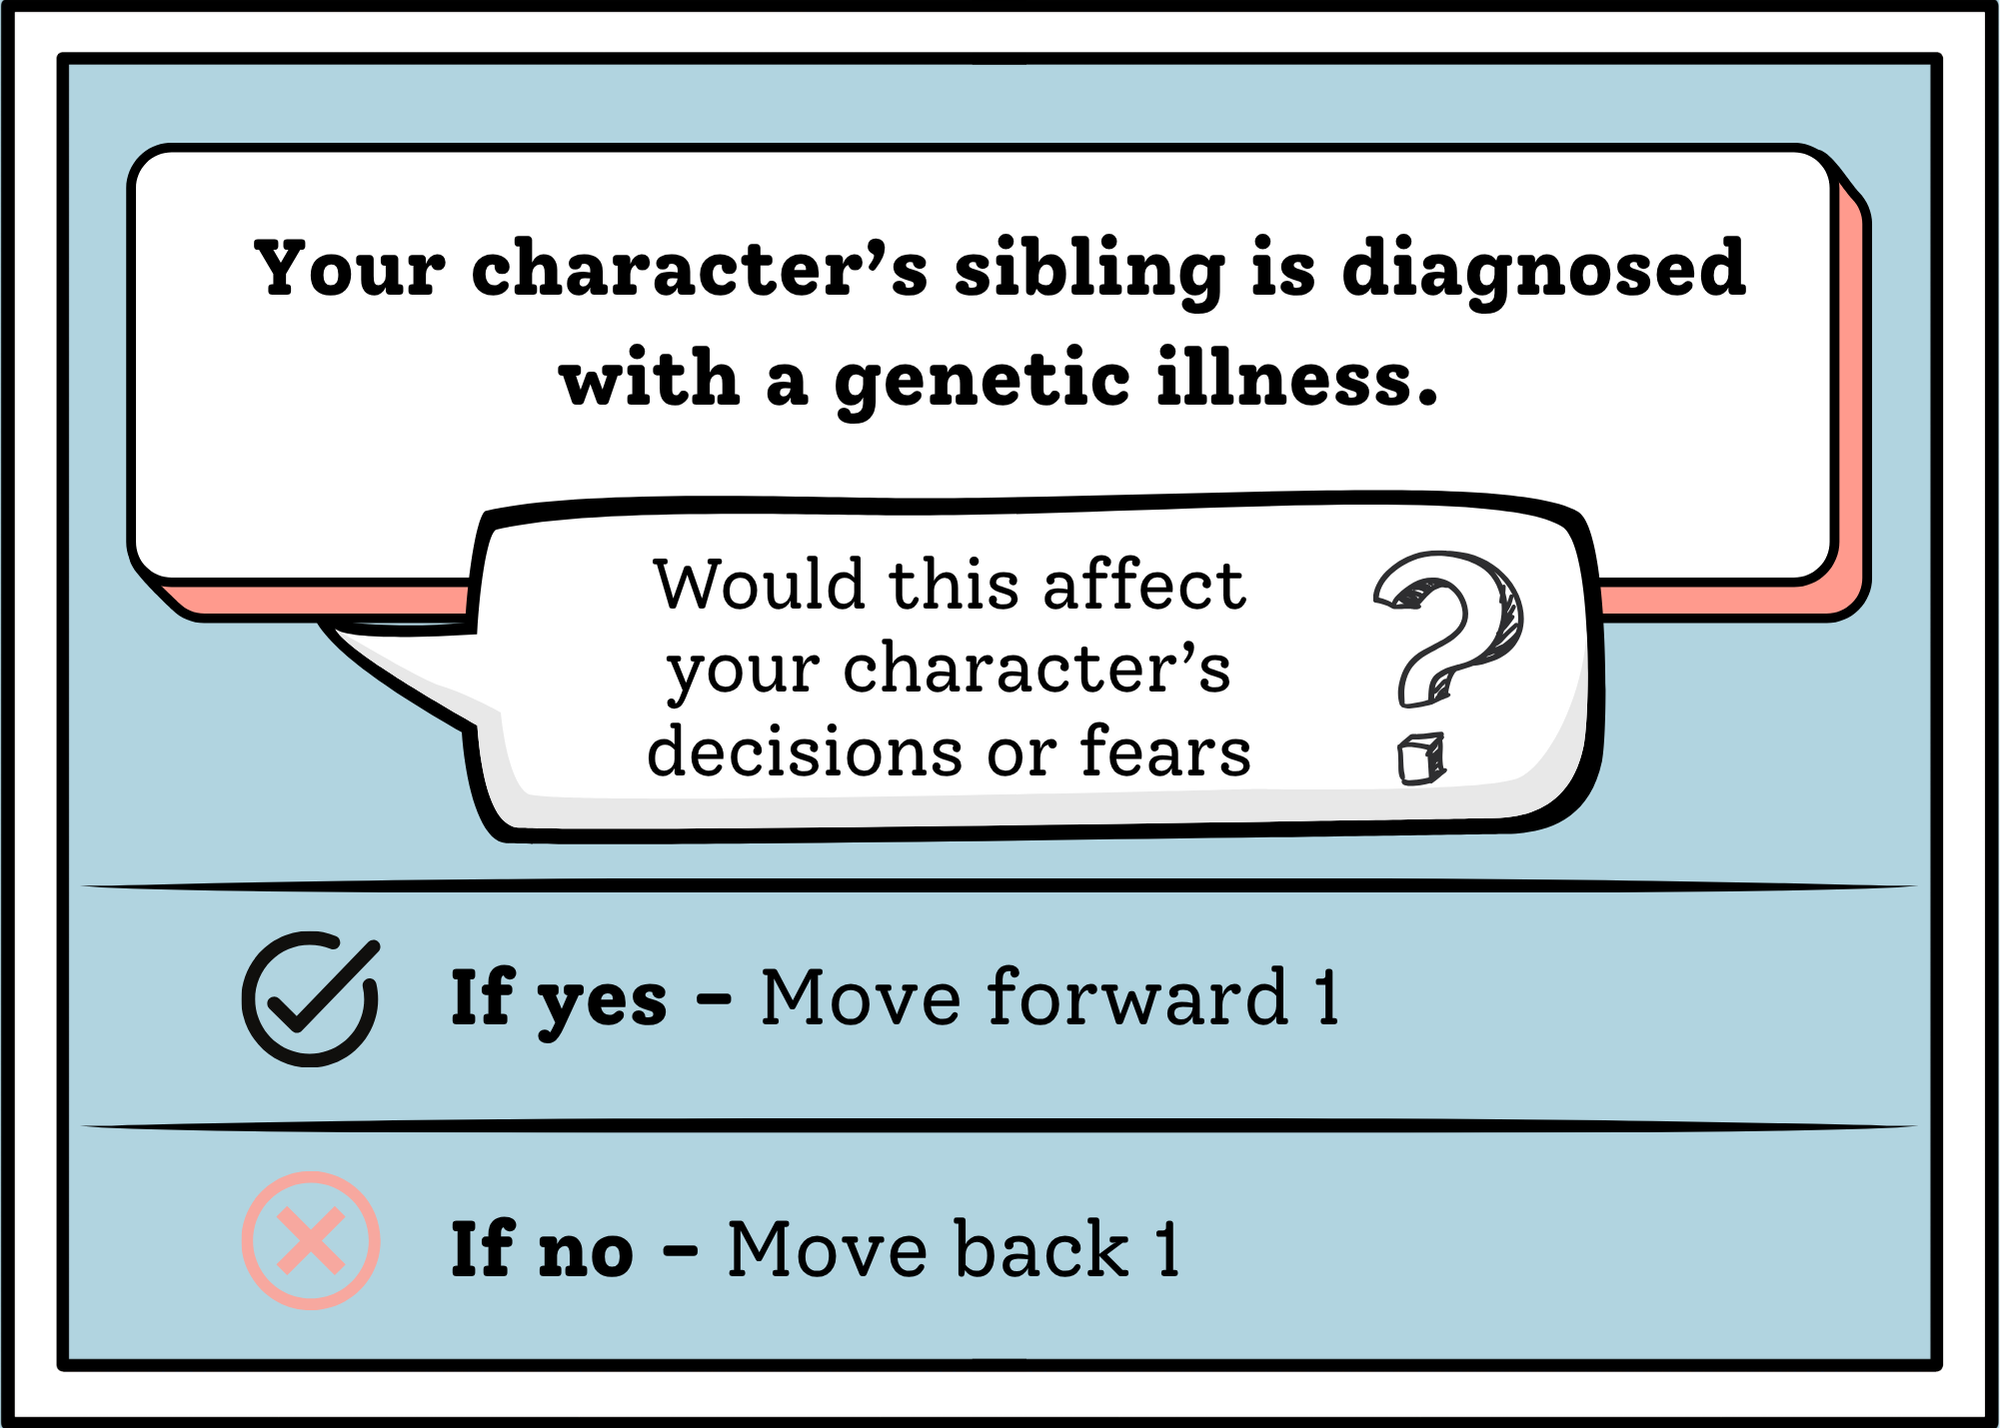 Your character’s sibling is diagnosed
with a genetic illness.
Would this affect
your character’s
decisions or fears
?
If yes – Move forward 1
If no – Move back 1